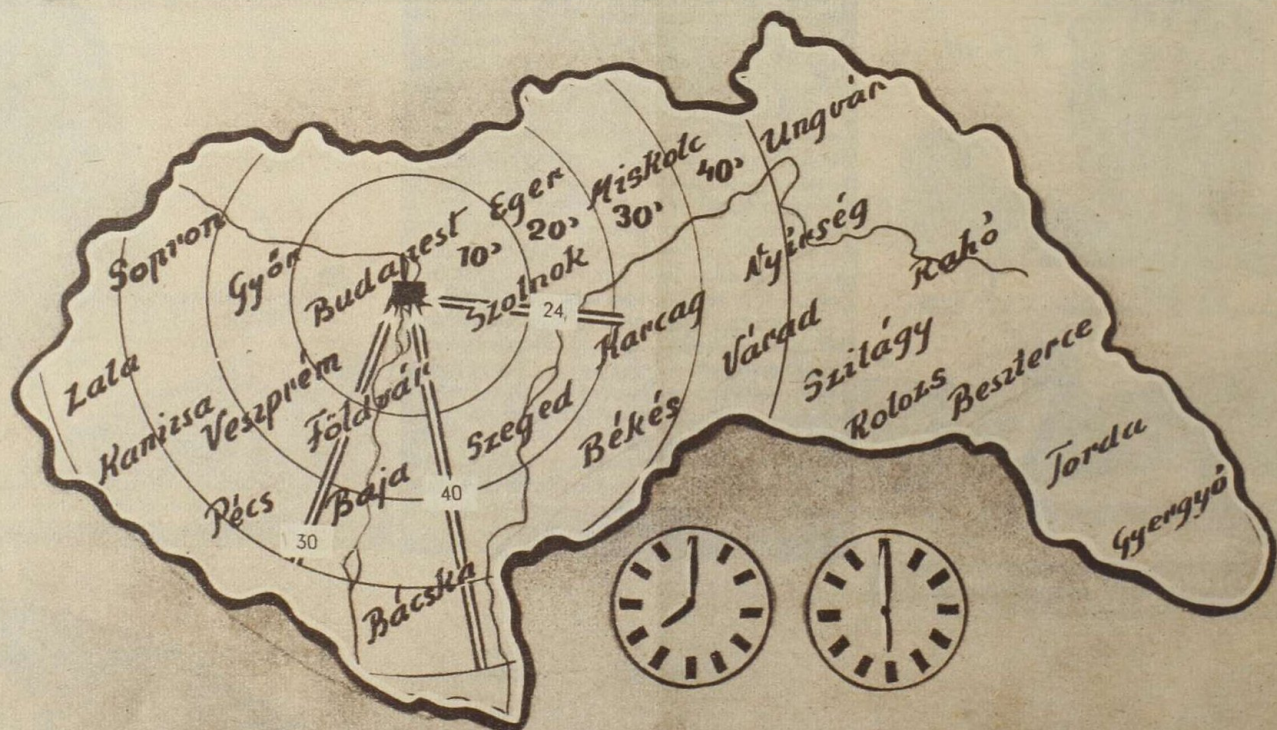 Ungvár
Miskolc
40'
Eger
30'
20'
Nyírség
Sopron
Budapest
10'
Rahó
Győr
Szolnok
24
Karcag
Várad
Szilágy
Beszterce
Zala
Veszprém
Kolozs
Kanizsa
Földvár
Szeged
Békés
Torda
Pécs
Baja
40
Gyergyó
30
Bácska